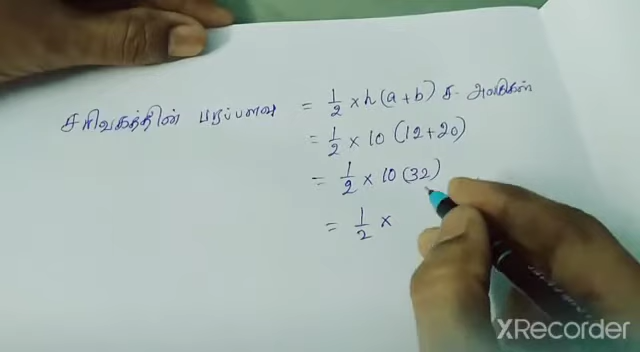 சரிவகத்தின் பரப்பளவு = 1/2 × h (a+b) ச. அலகுகள்
= 1/2 × 10 (12+20)
= 1/2 × 10 (32)
= 1/2 ×
XRecorder